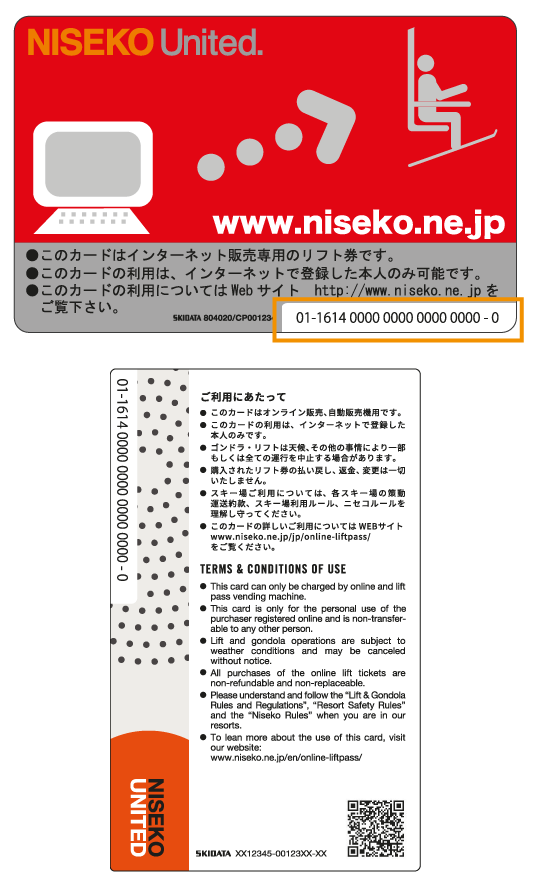 NISEKO United.
www.niseko.ne.jp
●このカードはインターネット販売専用のリフト券です。
●このカードの利用は、インターネットで登録した本人のみ可能です。
●このカードの利用についてはWebサイト　http://www.niseko.ne.jpを
ご覧下さい。
SKIDATA 804020/CP00123
01-1614 0000 0000 0000 0000 - 0
01-1614 0000 0000 0000 0000 - 0
ご利用にあたって
● このカードはオンライン販売、自動販売機用です。
● このカードの利用は、インターネットで登録した
本人のみです。
● ゴンドラ・リフトは天候、その他の事情により一部
もしくは全ての運行を中止する場合があります。
● 購入されたリフト券の払い戻し、返金、変更は一切
いたしません。
● スキー場ご利用については、各スキー場の索動
運送約款、スキー場利用ルール、ニセコルールを
理解し守ってください。
● このカードの詳しいご利用についてはWEBサイト
www.niseko.ne.jp/jp/online-liftpass/
をご覧ください。
TERMS & CONDITIONS OF USE
● This card can only be charged by online and lift
pass vending machine.
● This card is only for the personal use of the
purchaser registered online and is non-transfer-
able to any other person.
● Lift and gondola operations are subject to
weather conditions and may be canceled
without notice.
● All purchases of the online lift tickets are
non-refundable and non-replaceable.
● Please understand and follow the “Lift & Gondola
Rules and Regulations”, “Resort Safety Rules”
and the “Niseko Rules” when you are in our
resorts.
● To lean more about the use of this card, visit
our website:
www.niseko.ne.jp/en/online-liftpass/
NISEKO
UNITED
SKIDATA XX12345-00123XX-XX